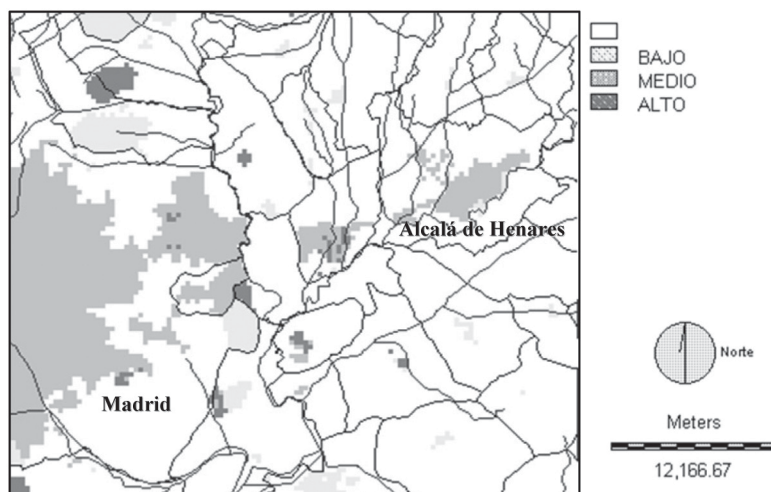 BAJO
MEDIO
ALTO
Alcalá de Henares
Norte
Madrid
Meters
12,166.67